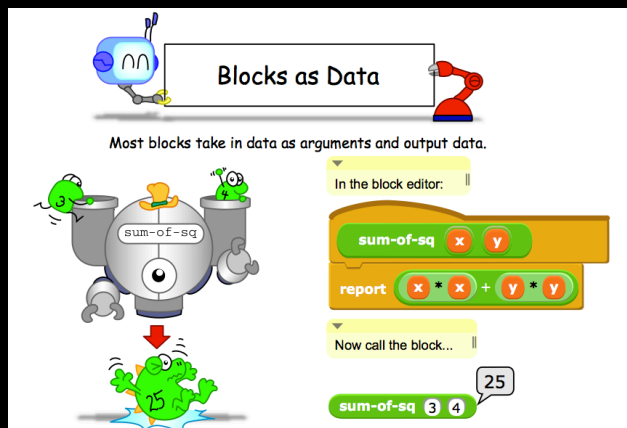 Blocks as Data
Most blocks take in data as arguments and output data.
3
4
sum-of-sq
25
In the block editor:
sum-of-sq x y
report x * x + y * y
Now call the block...
25
sum-of-sq 3 4